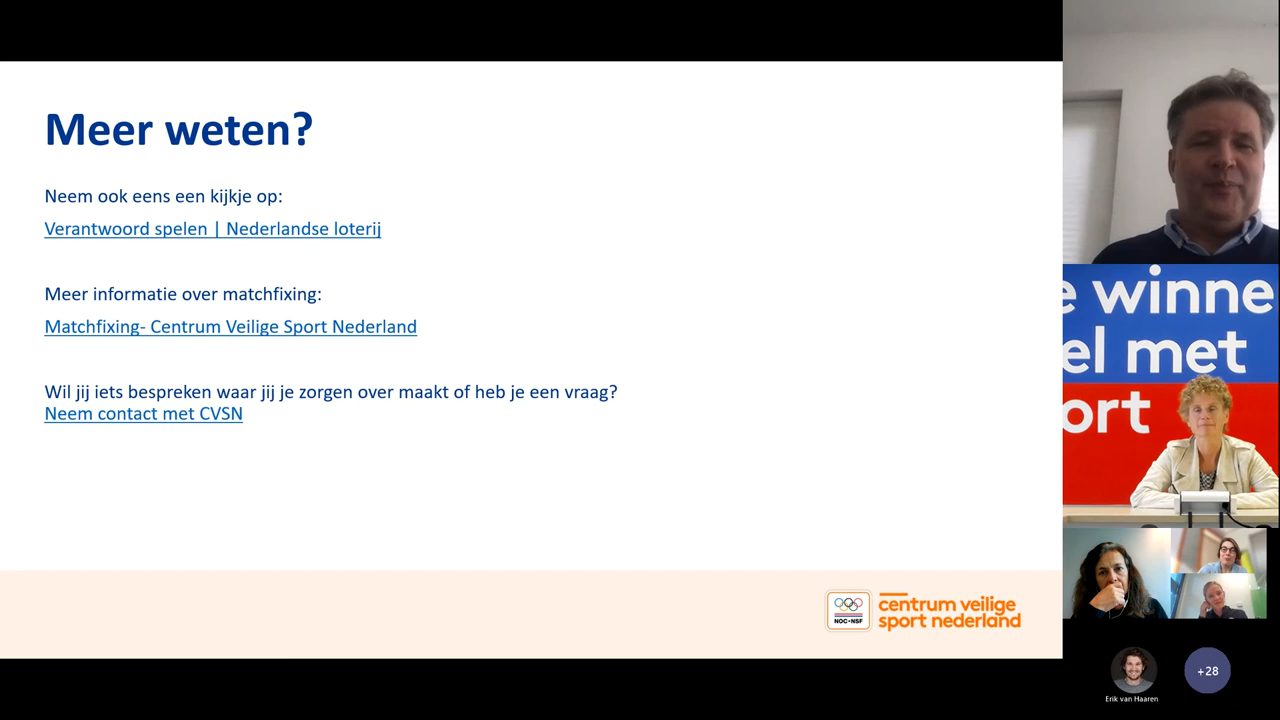 Meer weten?
Neem ook eens een kijkje op:
Verantwoord spelen | Nederlandse loterij
Meer informatie over matchfixing:
Matchfixing- Centrum Veilige Sport Nederland
Wil jij iets bespreken waar jij je zorgen over maakt of heb je een vraag?
Neem contact met CVSN
NOC*NSF
centrum veilige
sport nederland
e winne
el met
ort
Erik van Haaren
+28